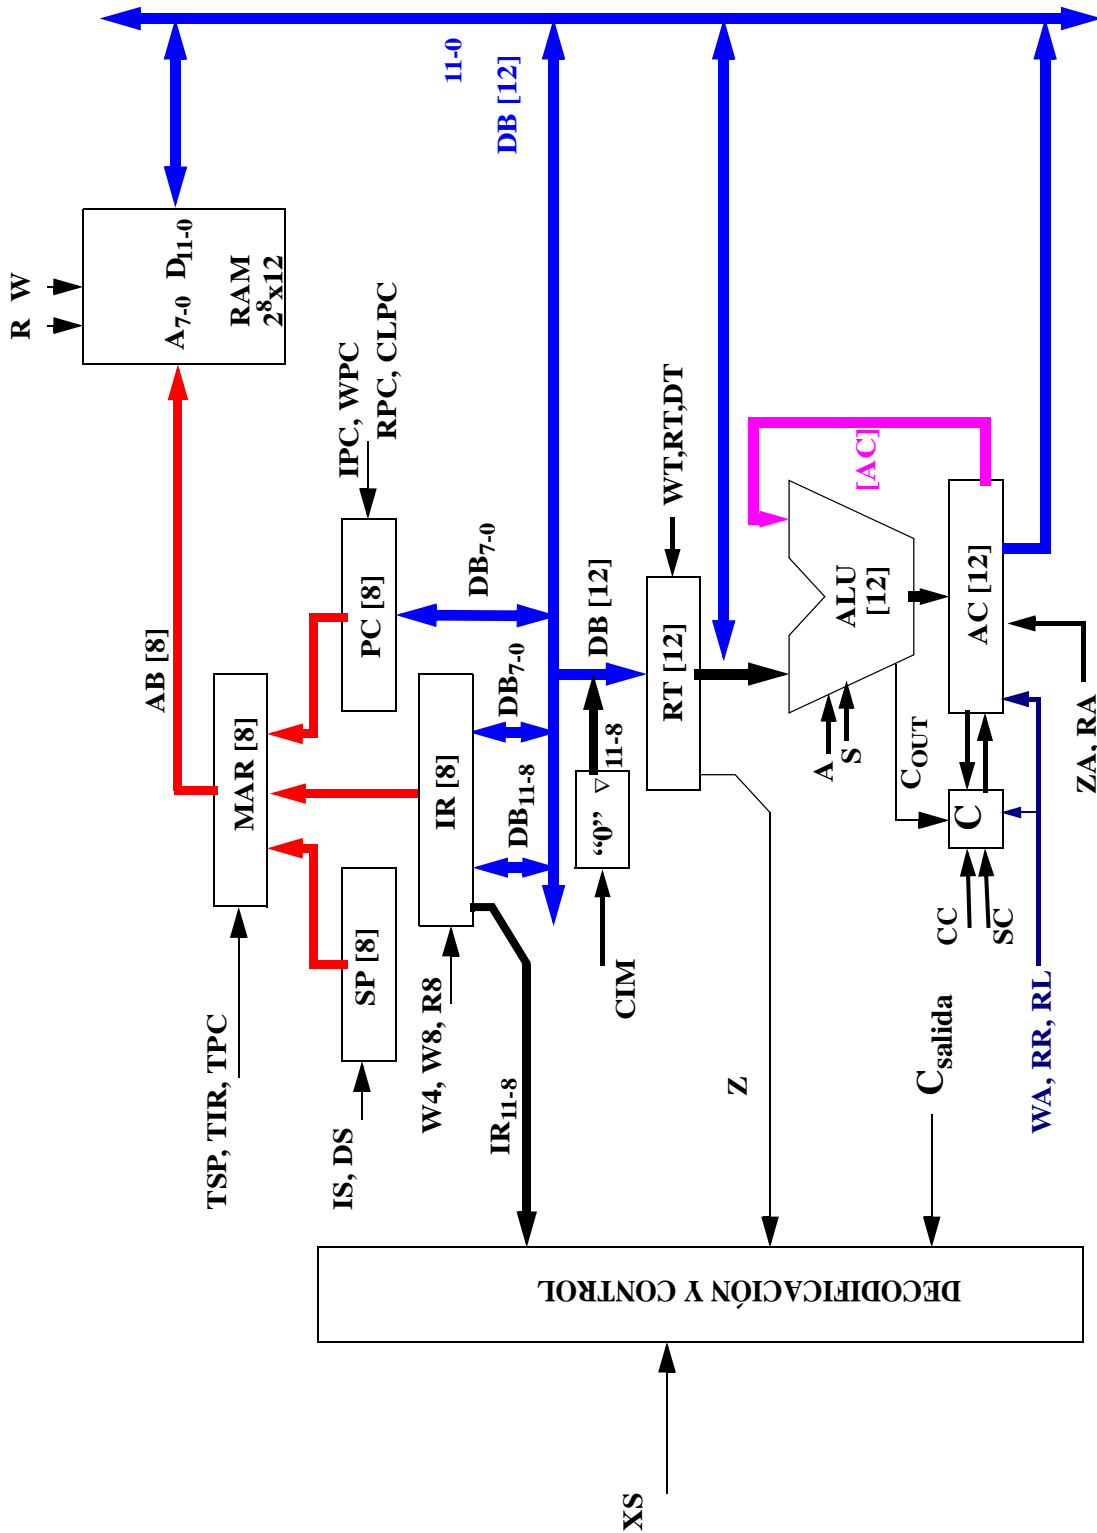 R W
A7-0 D11-0
RAM
2^8x12
11-0
DB [12]
AB [8]
IPC, WPC
RPC, CLPC
MAR [8]
PC [8]
TSP, TIR, TPC
SP [8]
IS, DS
IR [8]
W4, W8, R8
IR11-8
DB11-8
DB7-0
DB7-0
DB [12]
"0"
▽
11-8
CIM
WT,RT,DT
RT [12]
Z
[AC]
ALU
[12]
A
S
COUT
AC [12]
C
CC
SC
ZA, RA
WA, RR, RL
Csalida
DECODIFICACIÓN Y CONTROL
XS